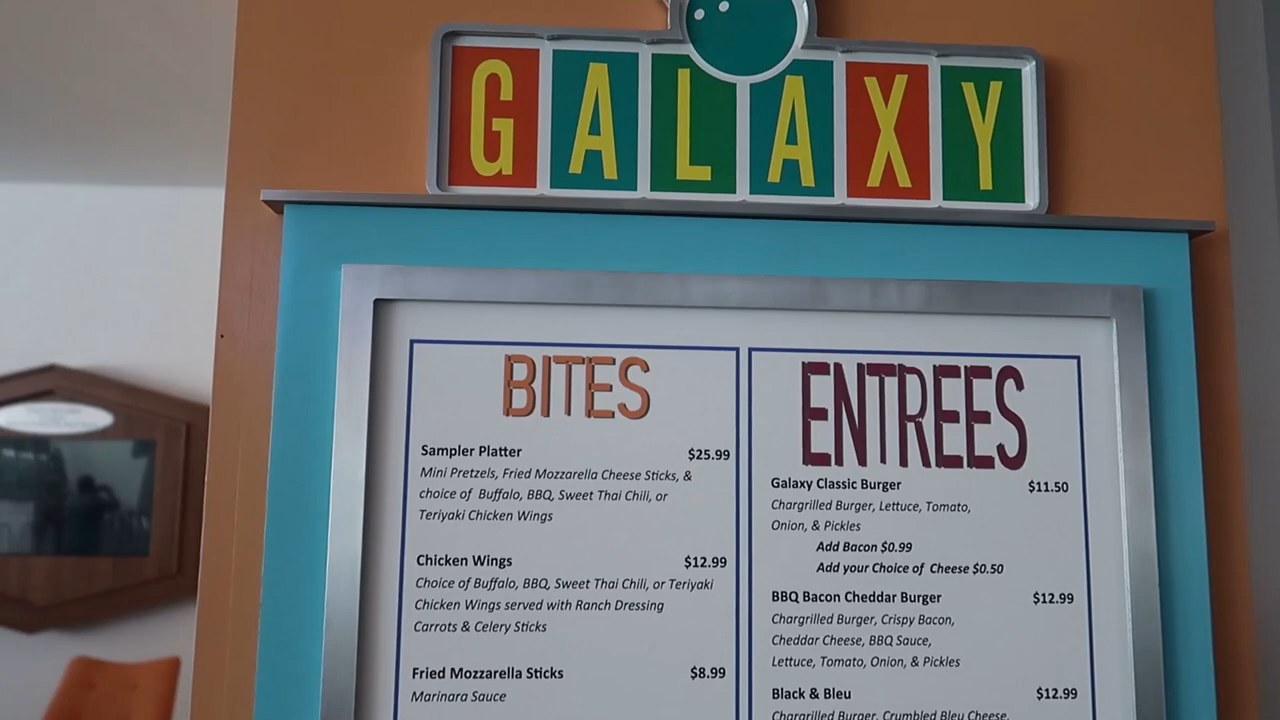 GALAXY
BITES
Sampler Platter $25.99
Mini Pretzels, Fried Mozzarella Cheese Sticks, &
choice of Buffalo, BBQ, Sweet Thai Chili, or
Teriyaki Chicken Wings
Chicken Wings $12.99
Choice of Buffalo, BBQ, Sweet Thai Chili, or Teriyaki
Chicken Wings served with Ranch Dressing
Carrots & Celery Sticks
Fried Mozzarella Sticks $8.99
Marinara Sauce
ENTREES
Galaxy Classic Burger $11.50
Chargrilled Burger, Lettuce, Tomato,
Onion, & Pickles
Add Bacon $0.99
Add your Choice of Cheese $0.50
BBQ Bacon Cheddar Burger $12.99
Chargrilled Burger, Crispy Bacon,
Cheddar Cheese, BBQ Sauce,
Lettuce, Tomato, Onion, & Pickles
Black & Bleu $12.99
Chargrilled Burger, Crumbled Bleu Cheese,